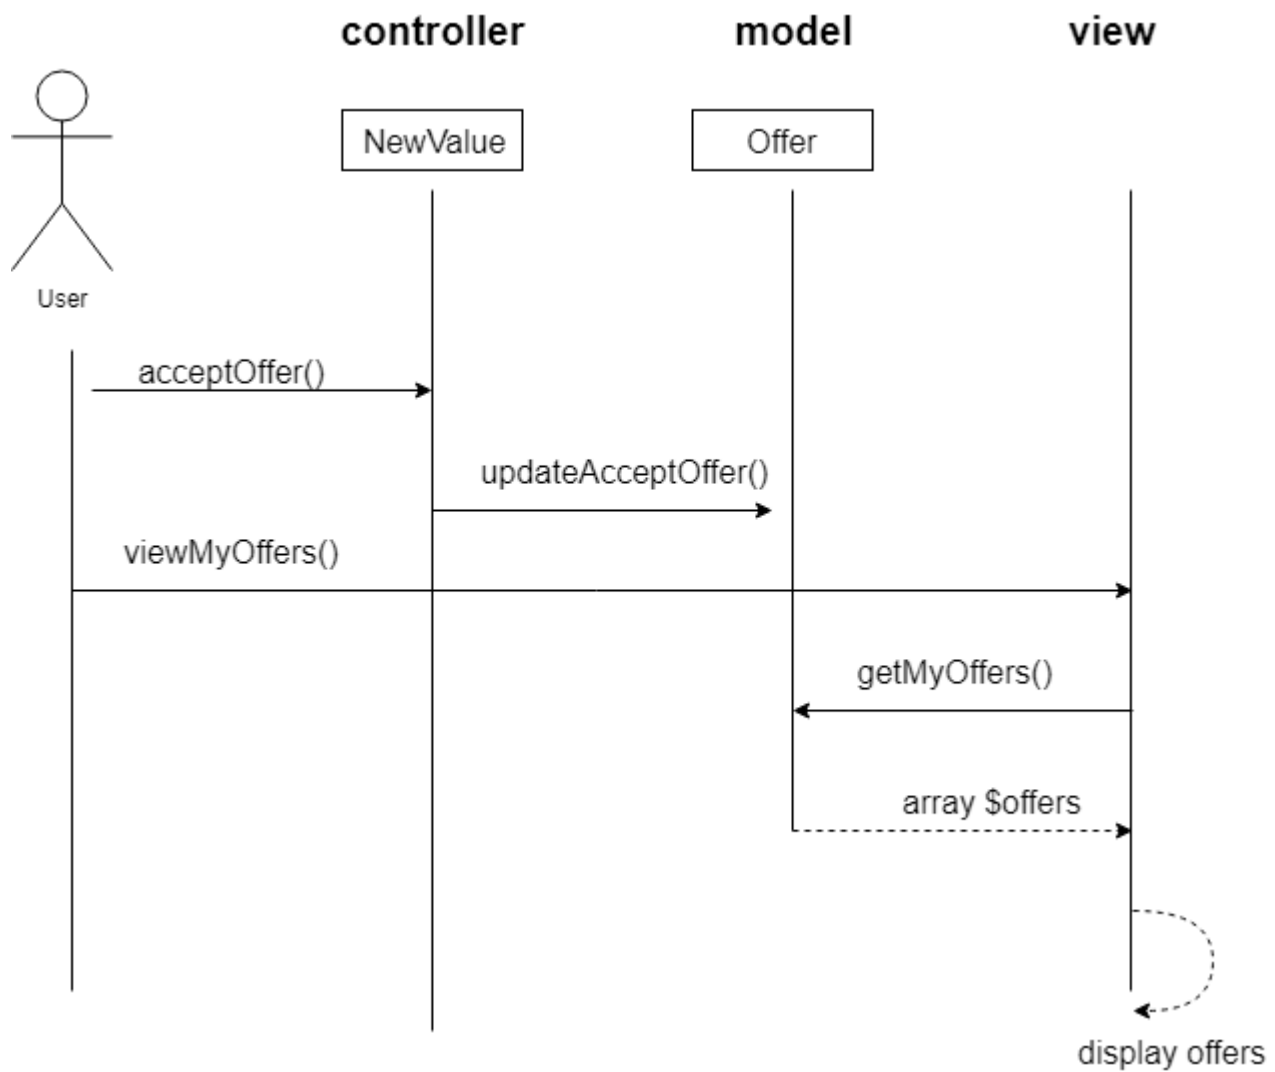 controller
model
view
NewValue
Offer
User
acceptOffer()
updateAcceptOffer()
viewMyOffers()
getMyOffers()
array $offers
display offers